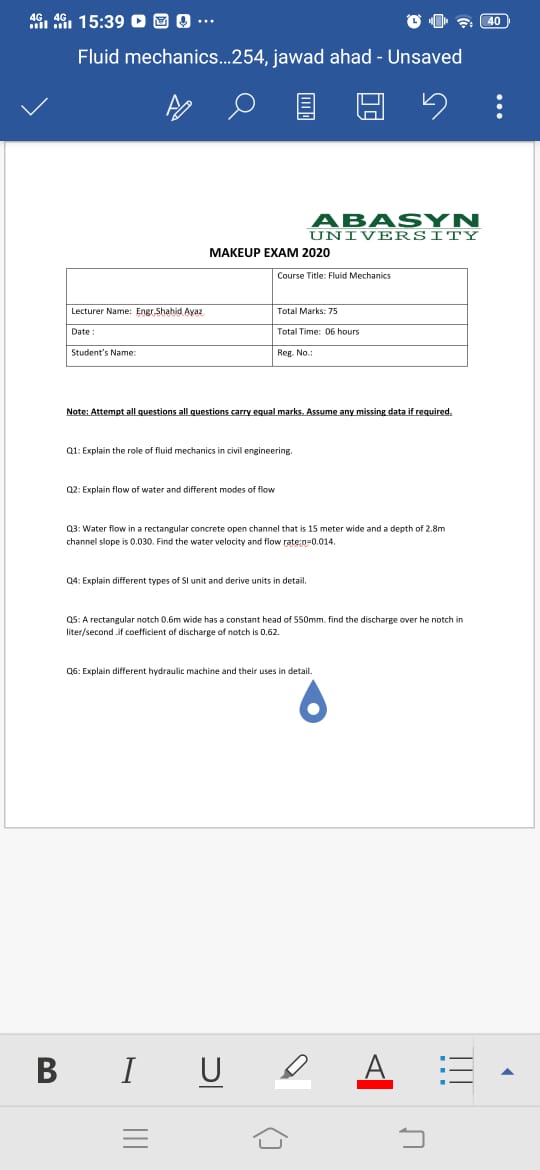 4G 4G 15:39 ... 40
Fluid mechanics...254, jawad ahad - Unsaved
ABASYN
UNIVERSITY
MAKEUP EXAM 2020
Course Title: Fluid Mechanics
Lecturer Name: Engr,Shahid Ayaz
Total Marks: 75
Date :
Total Time: 06 hours
Student's Name:
Reg. No.:
Note: Attempt all questions all questions carry equal marks. Assume any missing data if required.
Q1: Explain the role of fluid mechanics in civil engineering.
Q2: Explain flow of water and different modes of flow
Q3: Water flow in a rectangular concrete open channel that is 15 meter wide and a depth of 2.8m
channel slope is 0.030. Find the water velocity and flow rate:n=0.014.
Q4: Explain different types of SI unit and derive units in detail.
Q5: A rectangular notch 0.6m wide has a constant head of 550mm. find the discharge over he notch in
liter/second .if coefficient of discharge of notch is 0.62.
Q6: Explain different hydraulic machine and their uses in detail.
B I U A